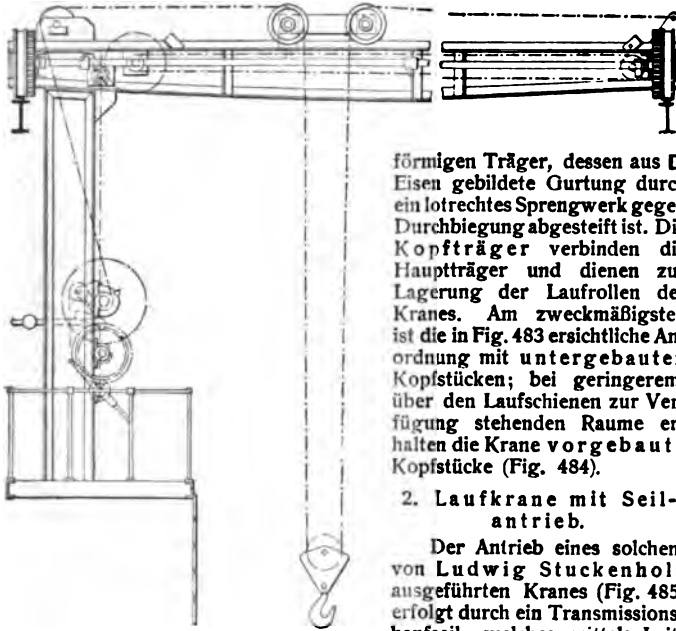 förmigen Träger, dessen aus
Eisen gebildete Gurtung durc
ein lotrechtes Sprengwerk gege
Durchbiegung abgesteift ist. Di
Kopfträger verbinden di
Hauptträger und dienen zu
Lagerung der Laufrollen de
Kranes. Am zweckmäßigste
ist die in Fig. 483 ersichtliche An
ordnung mit untergebaute
Kopfstücken; bei geringerem
über den Laufschienen zur Ver
fügung stehenden Raume er
halten die Krane vorgebaut
Kopfstücke (Fig. 484).
2. Laufkrane mit Seil-
antrieb.
Der Antrieb eines solchen
von Ludwig Stuckenhol
ausgeführten Kranes (Fig. 485
erfolgt durch ein Transmissions